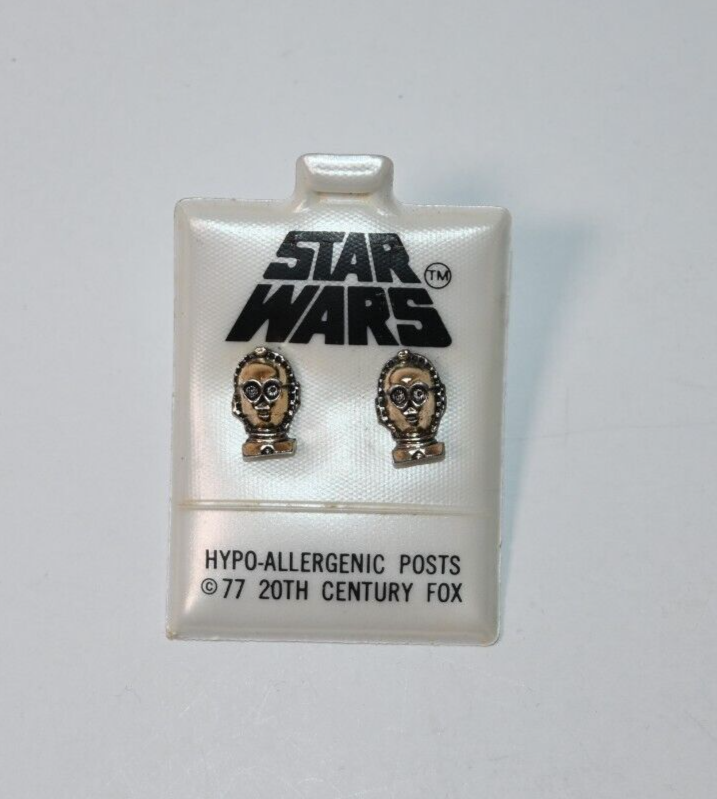 STAR
WARS TM
HYPO-ALLERGENIC POSTS
© 77 20TH CENTURY FOX